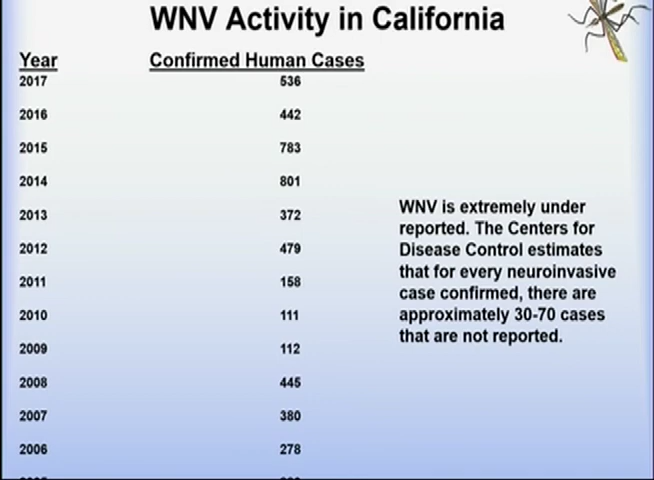 WNV Activity in California
Year Confirmed Human Cases
2017 536
2016 442
2015 783
2014 801
2013 372
2012 479
2011 158
2010 111
2009 112
2008 445
2007 380
2006 278
WNV is extremely under
reported. The Centers for
Disease Control estimates
that for every neuroinvasive
case confirmed, there are
approximately 30-70 cases
that are not reported.